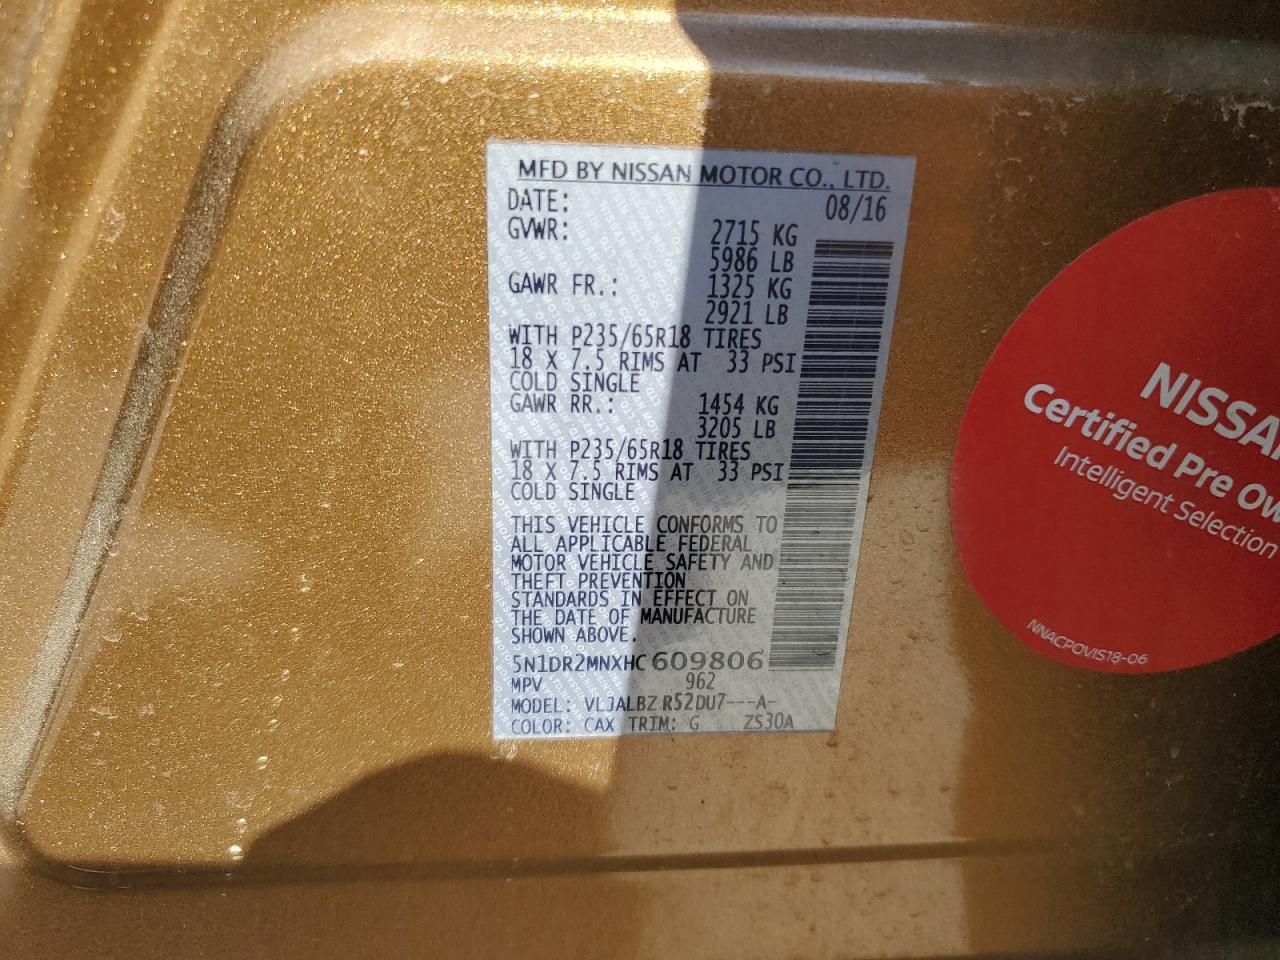 MFD BY NISSAN MOTOR CO., LTD.
DATE: 08/16
GVWR: 2715 KG
5986 LB
GAWR FR.: 1325 KG
2921 LB
WITH P235/65R18 TIRES
18 X 7.5 RIMS AT 33 PSI
COLD SINGLE
GAWR RR.: 1454 KG
3205 LB
WITH P235/65R18 TIRES
18 X 7.5 RIMS AT 33 PSI
COLD SINGLE
THIS VEHICLE CONFORMS TO
ALL APPLICABLE FEDERAL
MOTOR VEHICLE SAFETY AND
THEFT PREVENTION
STANDARDS IN EFFECT ON
THE DATE OF MANUFACTURE
SHOWN ABOVE.
5N1DR2MNXHC609806
MPV 962
MODEL: VLJALBZ R52DU7---A-
COLOR: CAX TRIM: G ZS30A
NISSAN
Certified Pre Ow
Intelligent Selection
NNACPOVIS18-06